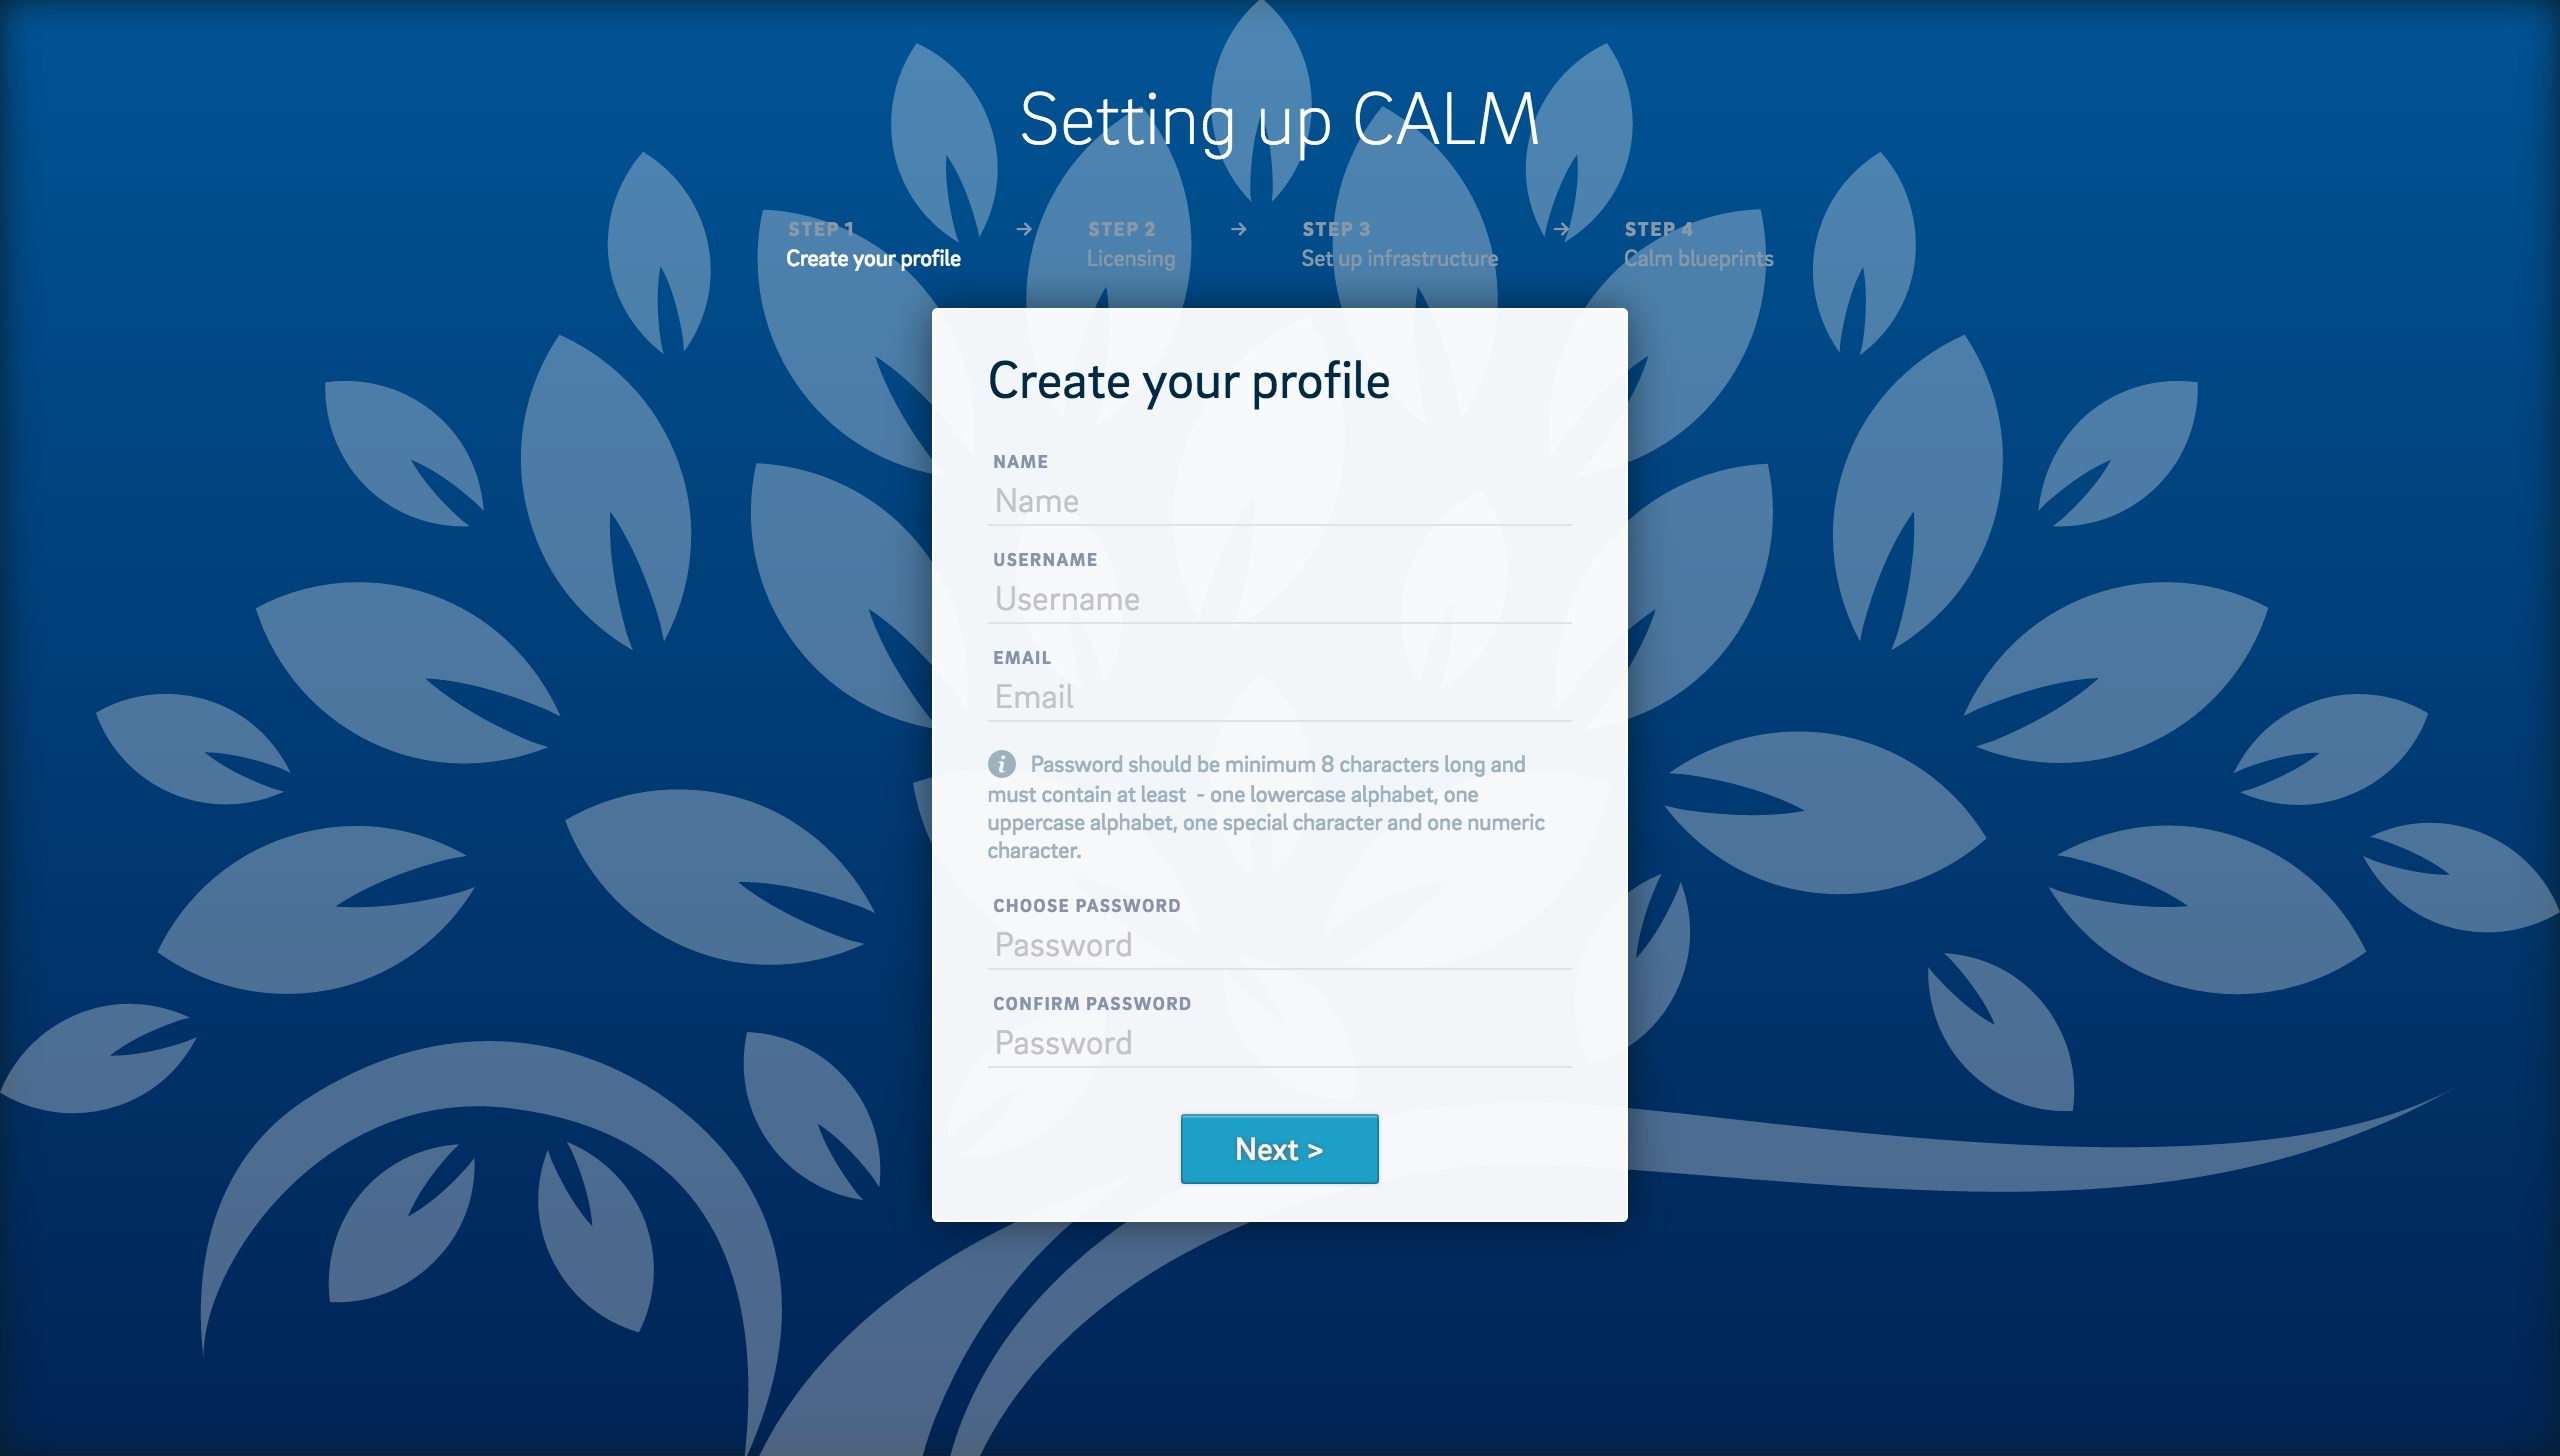 Setting up CALM
STEP 1 → STEP 2 → STEP 3 → STEP 4
Create your profile Licensing Set up infrastructure Calm blueprints
Create your profile
NAME
Name
USERNAME
Username
EMAIL
Email
Password should be minimum 8 characters long and
must contain at least - one lowercase alphabet, one
uppercase alphabet, one special character and one numeric
character.
CHOOSE PASSWORD
Password
CONFIRM PASSWORD
Password
Next >